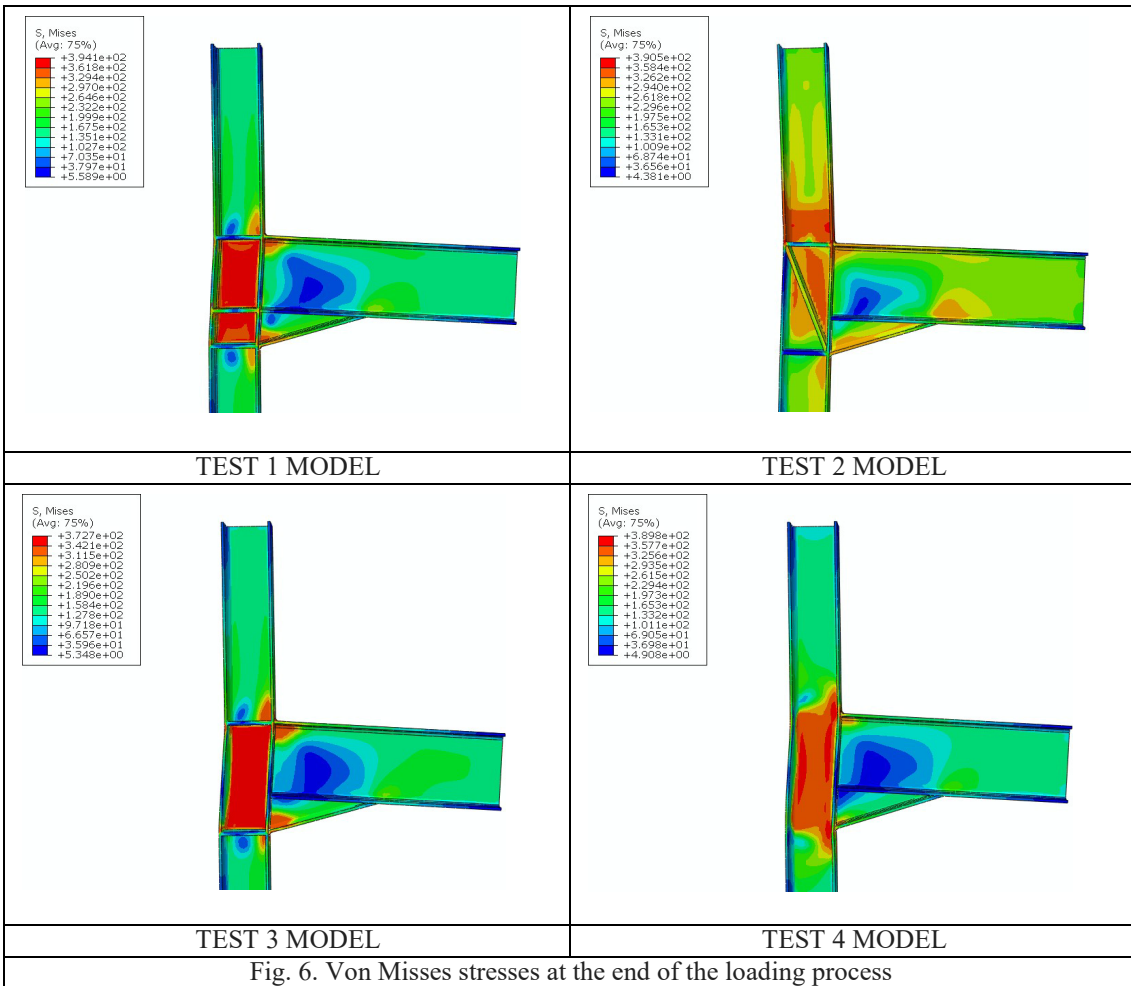 S, Mises
(Avg: 75%)
+3.941e+02
+3.618e+02
+3.294e+02
+2.970e+02
+2.646e+02
+2.322e+02
+1.999e+02
+1.675e+02
+1.351e+02
+1.027e+02
+7.035e+01
+3.797e+01
+5.589e+00
S, Mises
(Avg: 75%)
+3.905e+02
+3.584e+02
+3.262e+02
+2.940e+02
+2.618e+02
+2.296e+02
+1.975e+02
+1.653e+02
+1.331e+02
+1.009e+02
+6.874e+01
+3.656e+01
+4.381e+00
TEST 1 MODEL
TEST 2 MODEL
S, Mises
(Avg: 75%)
+3.727e+02
+3.421e+02
+3.115e+02
+2.809e+02
+2.502e+02
+2.196e+02
+1.890e+02
+1.584e+02
+1.278e+02
+9.718e+01
+6.657e+01
+3.596e+01
+5.348e+00
S, Mises
(Avg: 75%)
+3.898e+02
+3.577e+02
+3.256e+02
+2.935e+02
+2.615e+02
+2.294e+02
+1.973e+02
+1.653e+02
+1.332e+02
+1.011e+02
+6.905e+01
+3.698e+01
+4.908e+00
TEST 3 MODEL
TEST 4 MODEL
Fig. 6. Von Misses stresses at the end of the loading process